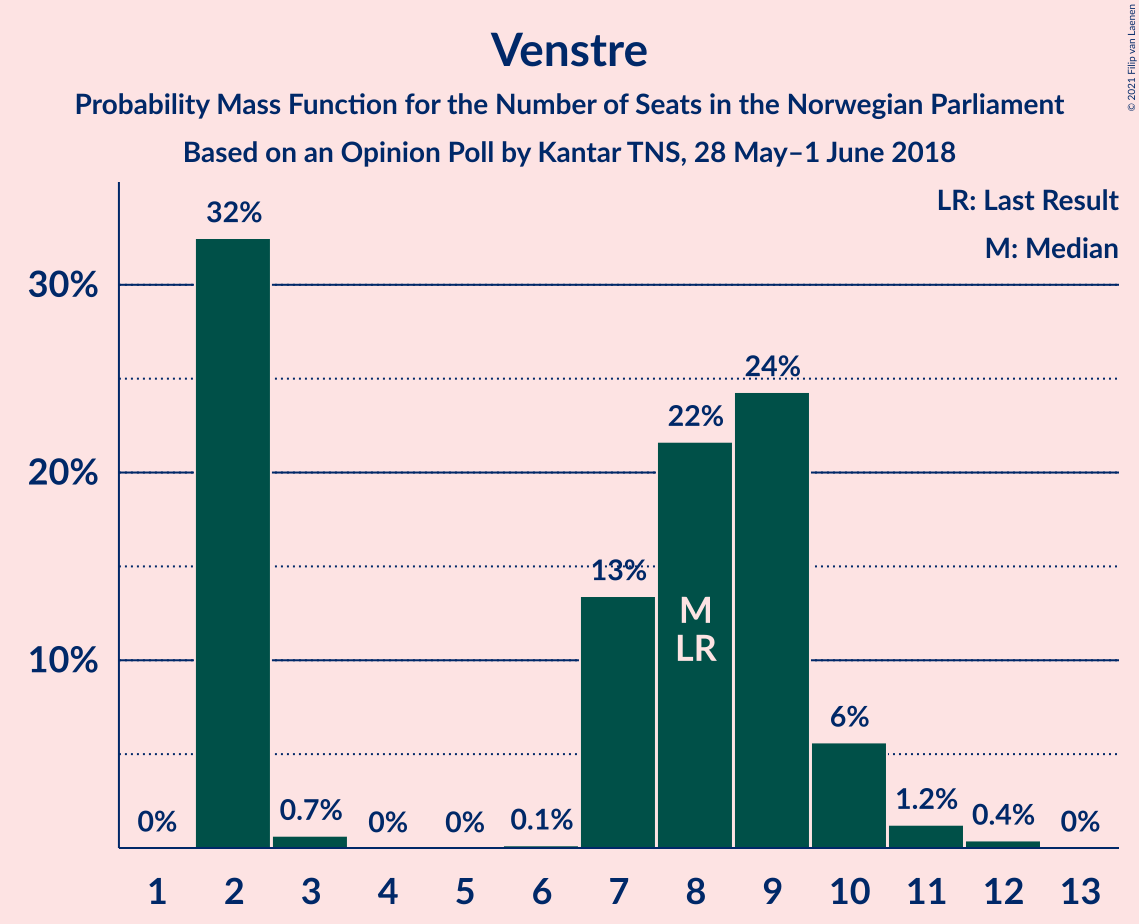 Venstre
Probability Mass Function for the Number of Seats in the Norwegian Parliament
Based on an Opinion Poll by Kantar TNS, 28 May–1 June 2018
© 2021 Filip van Laenen
LR: Last Result
M: Median
30%
20%
10%
0%
32%
0.7%
0%
0%
0.1%
13%
22%
24%
6%
1.2%
0.4%
0%
M
LR
1 2 3 4 5 6 7 8 9 10 11 12 13